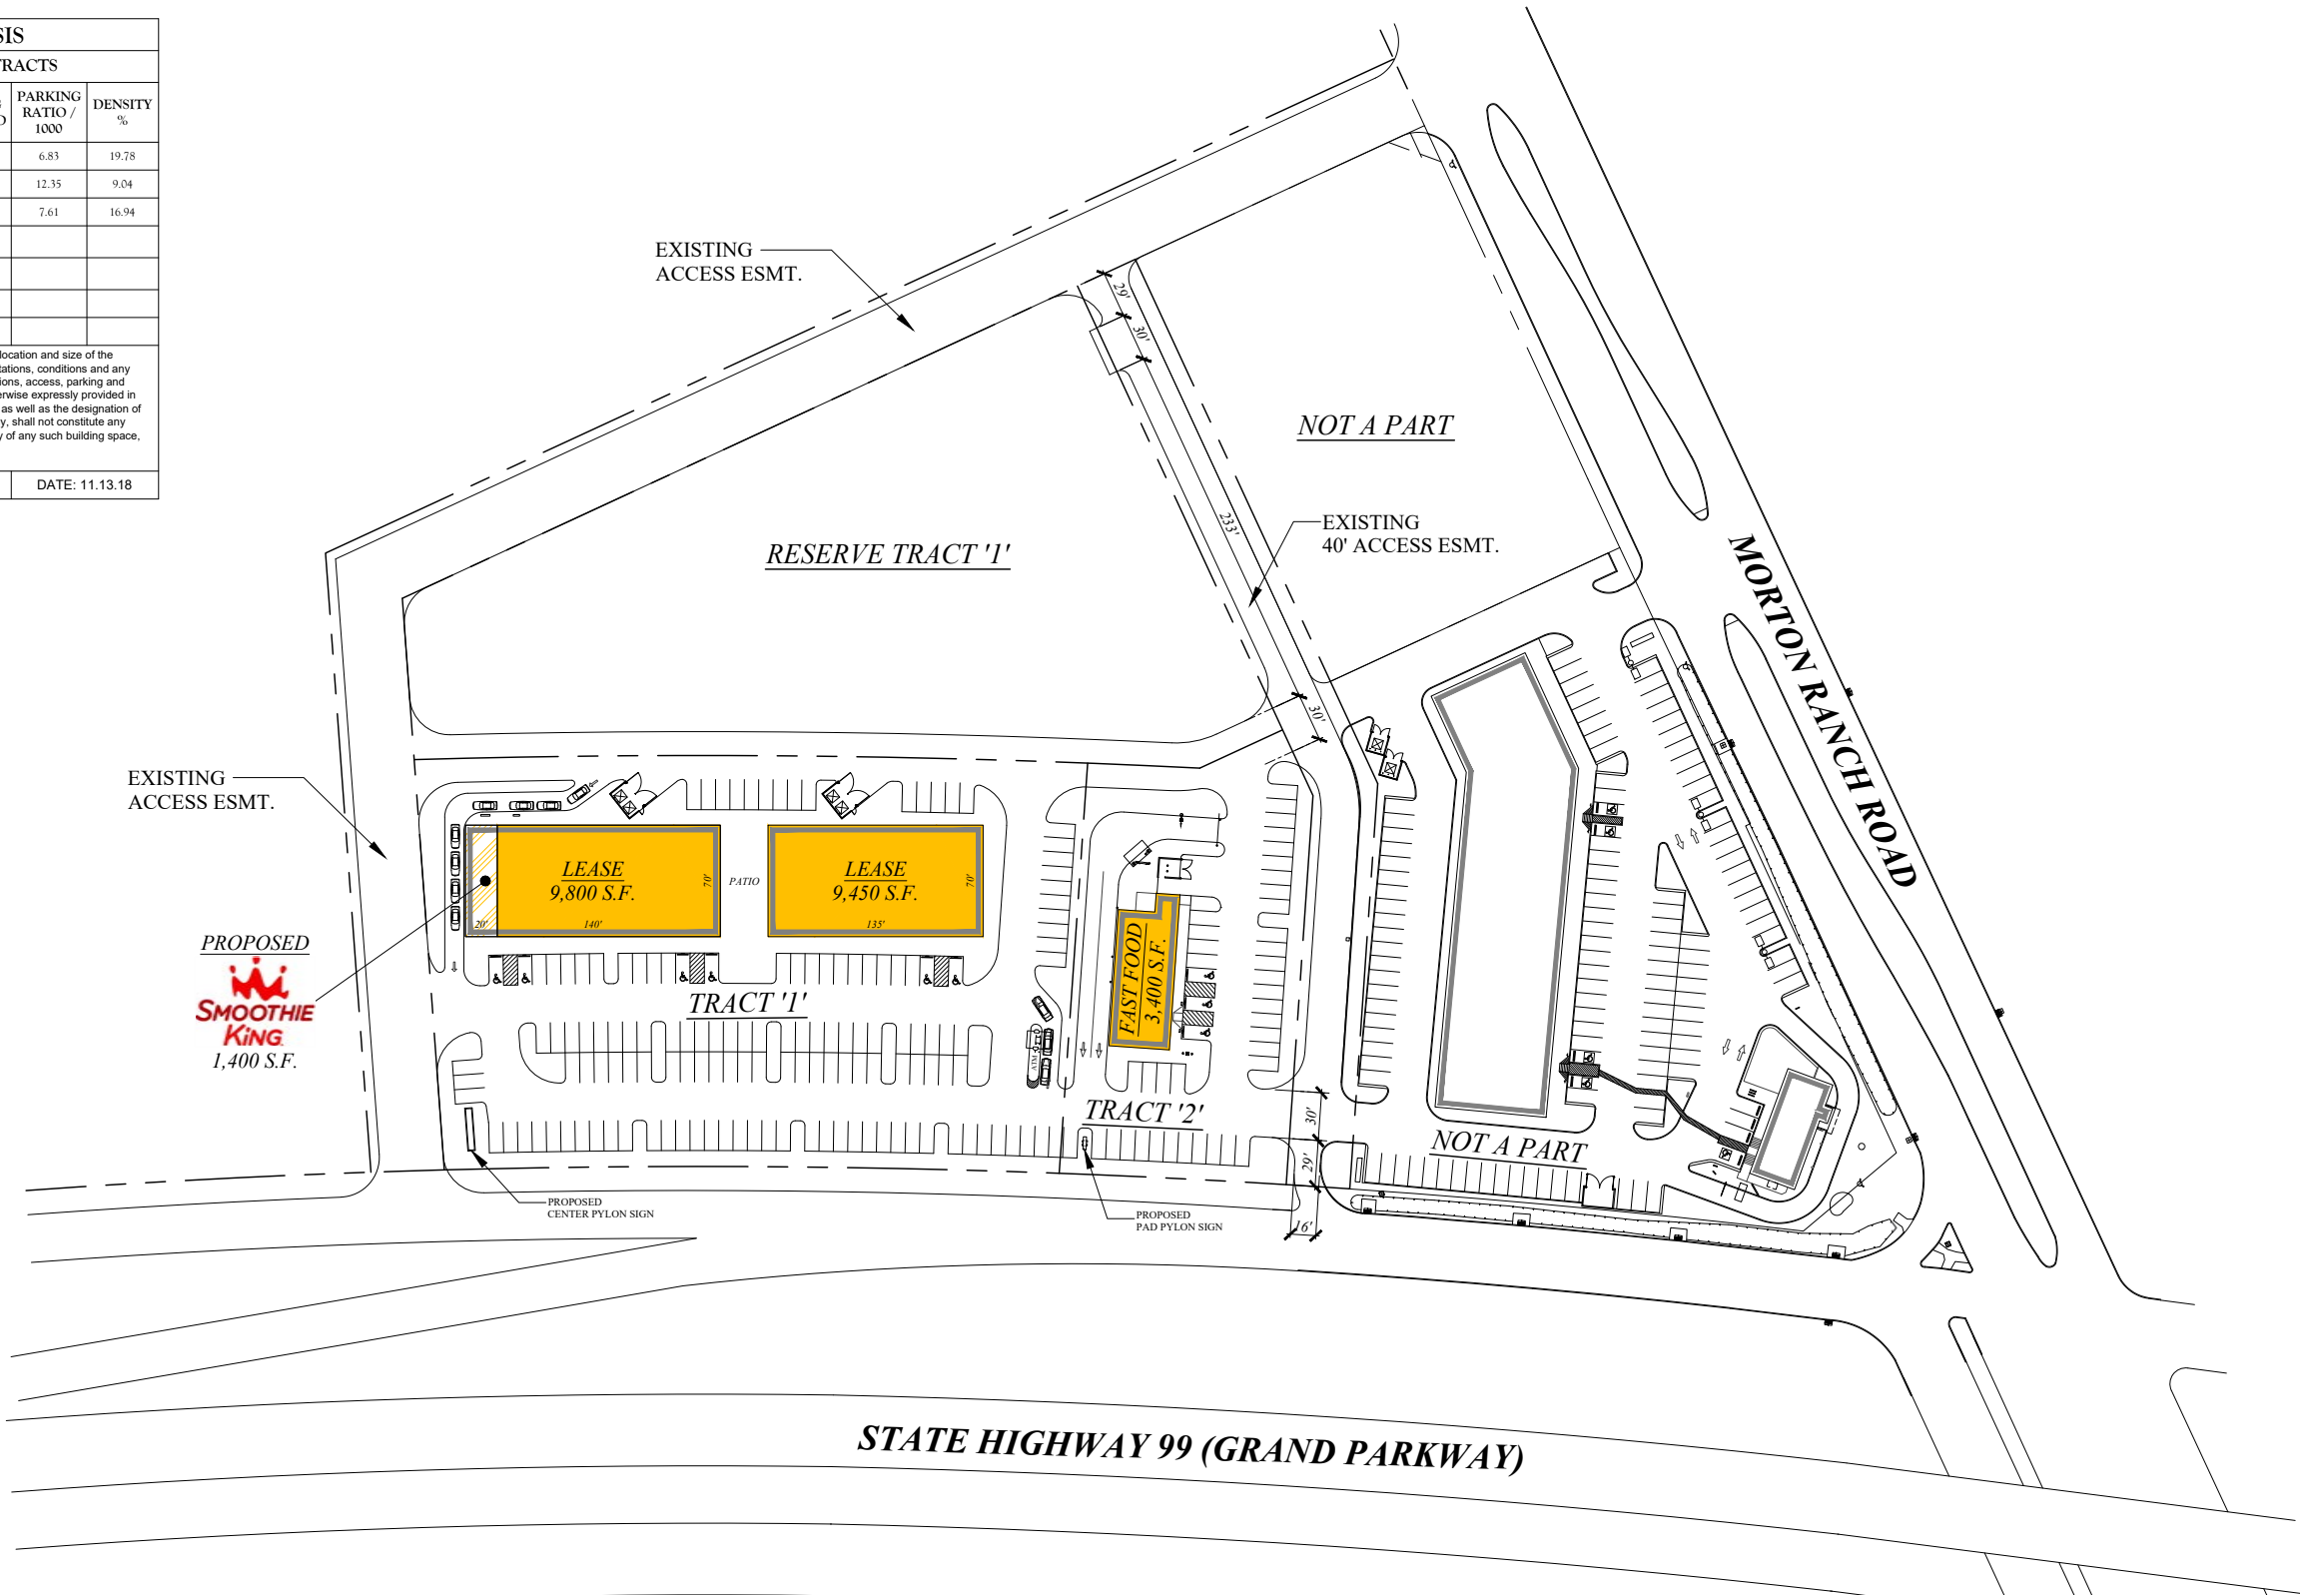 SIS
TRACTS
PARKING
RATIO /
1000
DENSITY
%
6.83 19.78
12.35 9.04
7.61 16.94
location and size of the
tations, conditions and any
ions, access, parking and
erwise expressly provided in
as well as the designation of
y, shall not constitute any
y of any such building space,
DATE: 11.13.18
EXISTING
ACCESS ESMT.
29'
30'
NOT A PART
233'
EXISTING
40' ACCESS ESMT.
RESERVE TRACT '1'
MORTON RANCH ROAD
30'
EXISTING
ACCESS ESMT.
LEASE
9,800 S.F.
70'
20'
140'
PATIO
LEASE
9,450 S.F.
70'
135'
FAST FOOD
3,400 S.F.
PROPOSED
SMOOTHIE
KING
1,400 S.F.
TRACT '1'
ATM
TRACT '2'
30'
29'
16'
NOT A PART
PROPOSED
CENTER PYLON SIGN
PROPOSED
PAD PYLON SIGN
STATE HIGHWAY 99 (GRAND PARKWAY)